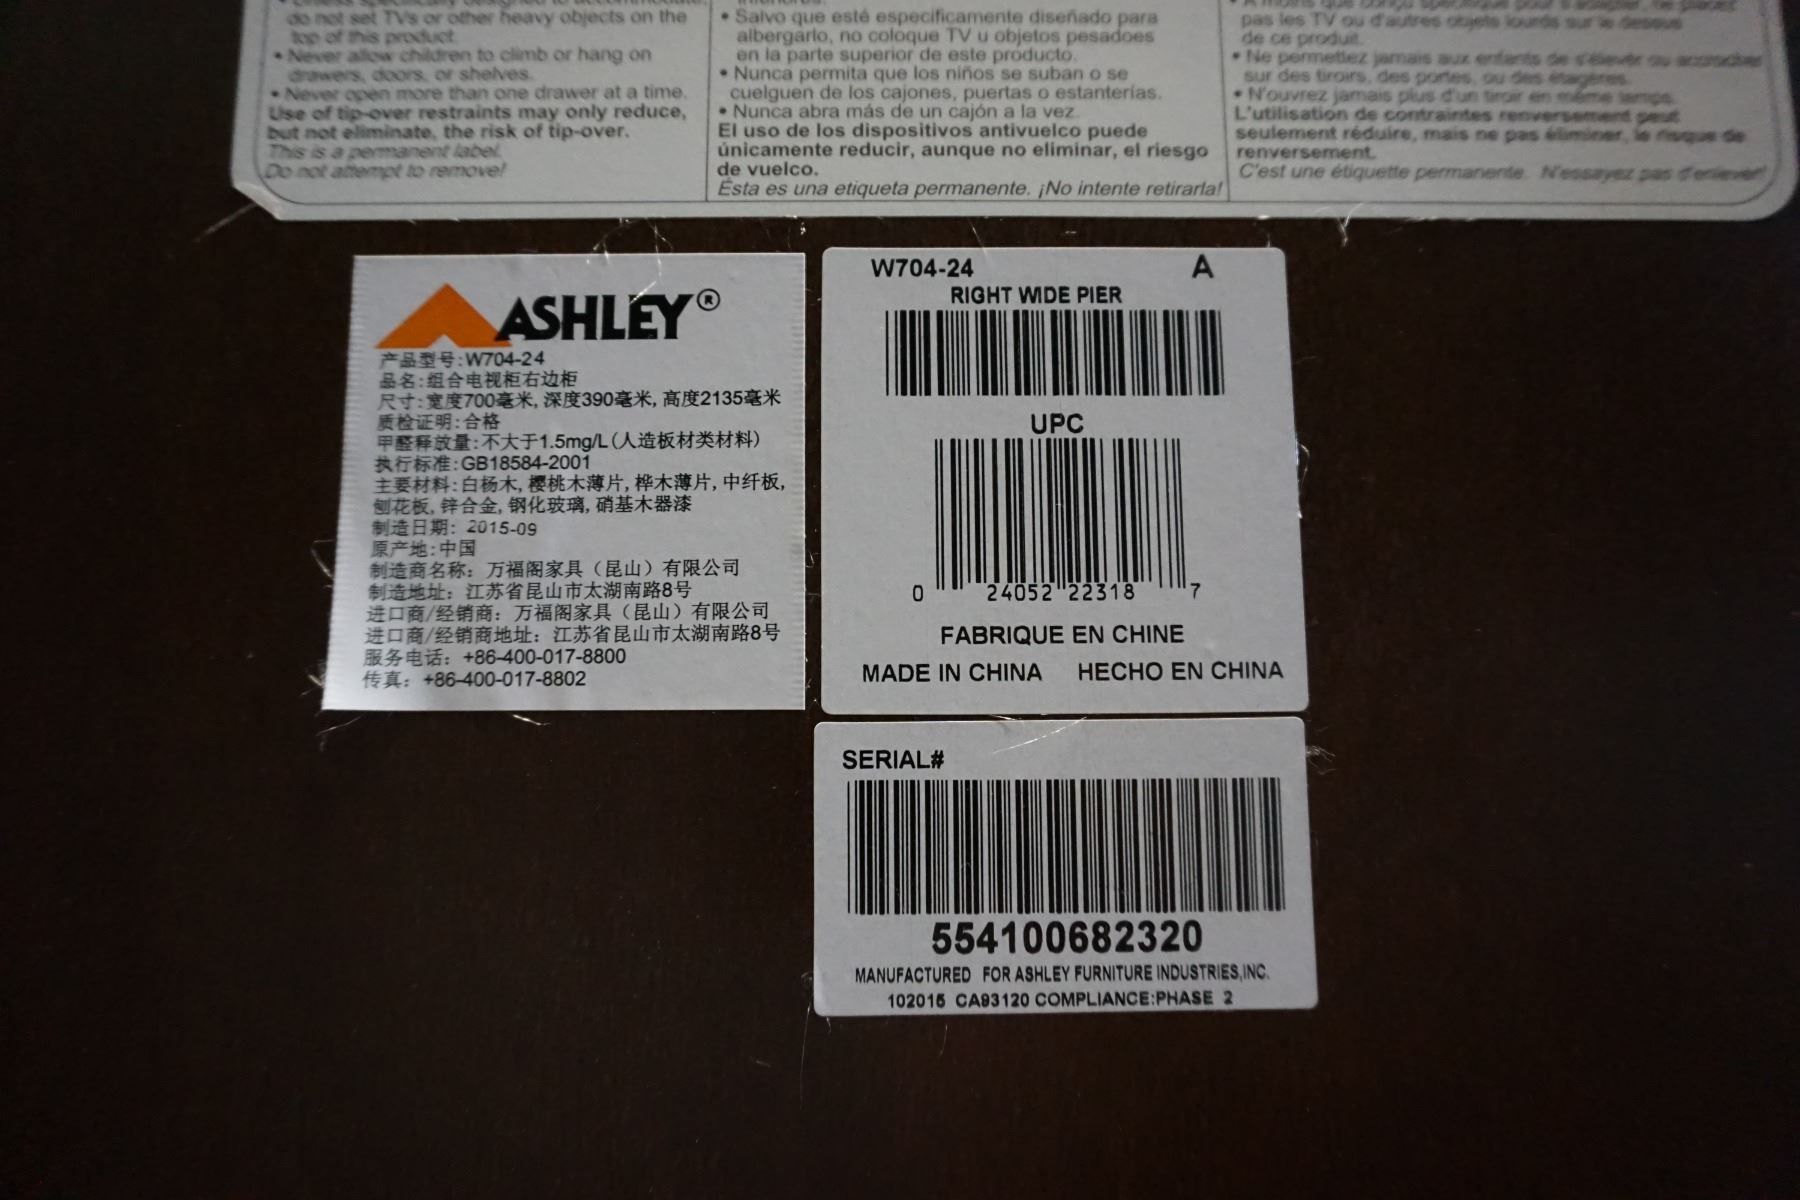 do not set TVs or other heavy objects on the
top of this product.
• Never allow children to climb or hang on
drawers, doors, or shelves.
• Never open more than one drawer at a time.
Use of tip-over restraints may only reduce,
but not eliminate, the risk of tip-over.
This is a permanent label.
Do not attempt to remove!
• Salvo que esté específicamente diseñado para
albergarlo, no coloque TV u objetos pesadoes
en la parte superior de este producto.
• Nunca permita que los niños se suban o se
cuelguen de los cajones, puertas o estanterías.
• Nunca abra más de un cajón a la vez.
El uso de los dispositivos antivuelco puede
únicamente reducir, aunque no eliminar, el riesgo
de vuelco.
Ésta es una etiqueta permanente. ¡No intente retirarla!
pas les TV ou d'autres objets lourds sur le dessus
de ce produit.
• Ne permettez jamais aux enfants de s'élever ou accrocher
sur des tiroirs, des portes, ou des étagères.
• N'ouvrez jamais plus d'un tiroir en même temps.
L'utilisation de contraintes renversement peut
seulement réduire, mais ne pas éliminer, le risque de
renversement.
C'est une étiquette permanente. N'essayez pas d'enlever!
ASHLEY®
产品型号:W704-24
品名:组合电视柜右边柜
尺寸:宽度700毫米, 深度390毫米, 高度2135毫米
质检证明:合格
甲醛释放量:不大于1.5mg/L(人造板材类材料)
执行标准:GB18584-2001
主要材料:白杨木, 樱桃木薄片, 桦木薄片, 中纤板,
刨花板, 锌合金, 钢化玻璃, 硝基木器漆
制造日期: 2015-09
原产地:中国
制造商名称: 万福阁家具（昆山）有限公司
制造地址: 江苏省昆山市太湖南路8号
进口商/经销商: 万福阁家具（昆山）有限公司
进口商/经销商地址: 江苏省昆山市太湖南路8号
服务电话: +86-400-017-8800
传真: +86-400-017-8802
W704-24 A
RIGHT WIDE PIER
UPC
0 24052 22318 7
FABRIQUE EN CHINE
MADE IN CHINA HECHO EN CHINA
SERIAL#
554100682320
MANUFACTURED FOR ASHLEY FURNITURE INDUSTRIES,INC.
102015 CA93120 COMPLIANCE:PHASE 2